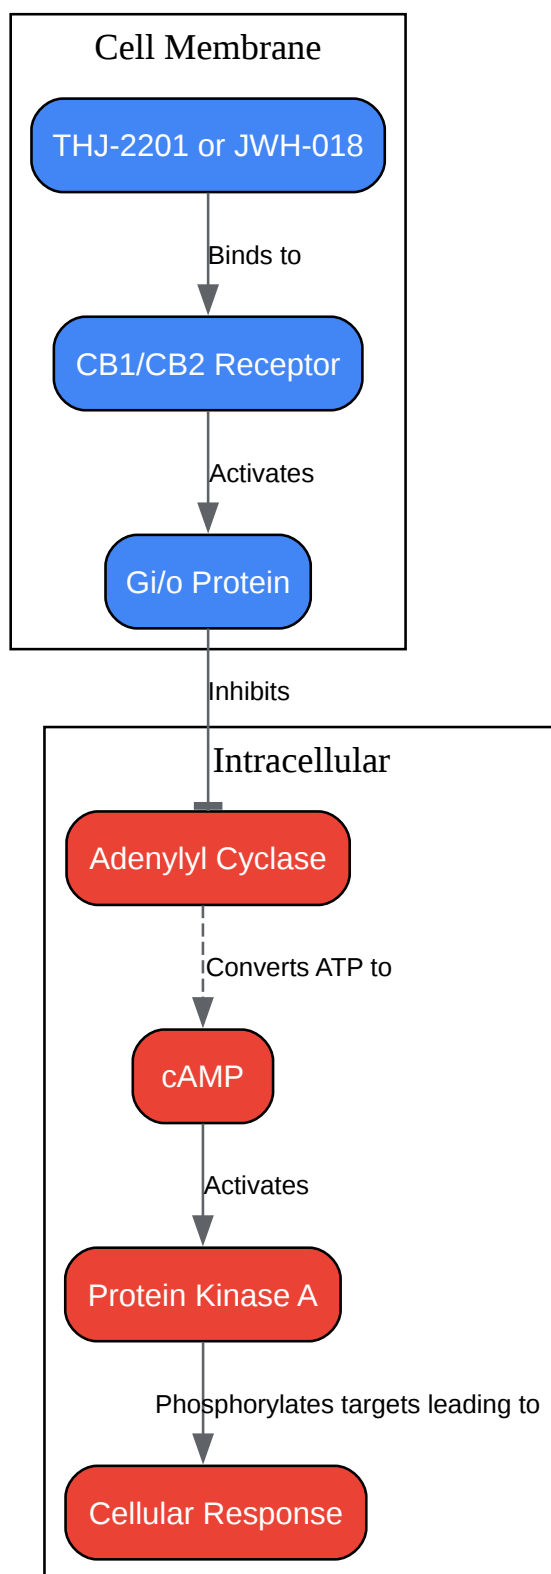 Cell Membrane
THJ-2201 or JWH-018
Binds to
CB1/CB2 Receptor
Activates
Gi/o Protein
Inhibits
Intracellular
Adenylyl Cyclase
Converts ATP to
cAMP
Activates
Protein Kinase A
Phosphorylates targets leading to
Cellular Response